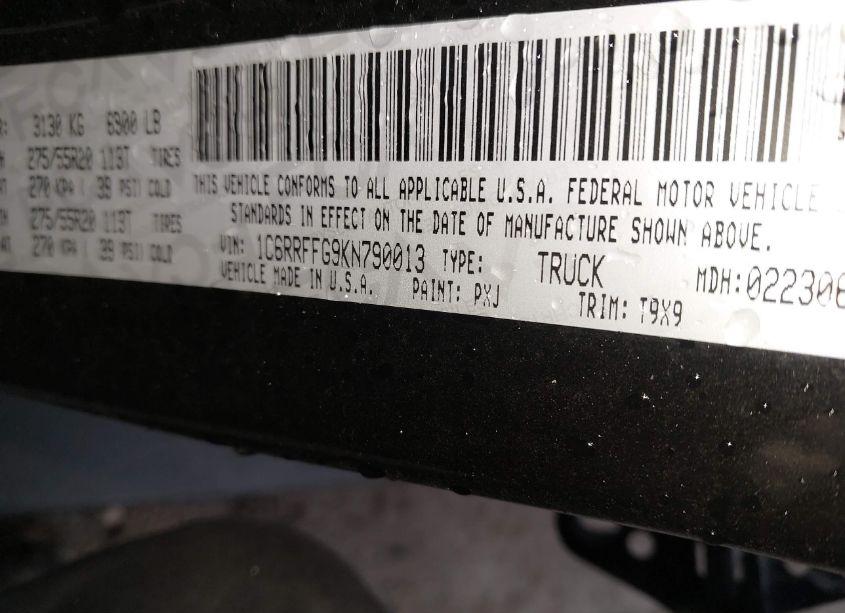 3130 KG 6900 LB
275/55R20 113T TIRES
270 KPA ( 39 PSI) COLD
275/55R20 113T TIRES
270 KPA ( 39 PSI) COLD
THIS VEHICLE CONFORMS TO ALL APPLICABLE U.S.A. FEDERAL MOTOR VEHICLE
STANDARDS IN EFFECT ON THE DATE OF MANUFACTURE SHOWN ABOVE.
VIN: 1C6RRFFG9KN790013 TYPE: TRUCK MDH: 022306
VEHICLE MADE IN U.S.A. PAINT: PXJ TRIM: T9X9